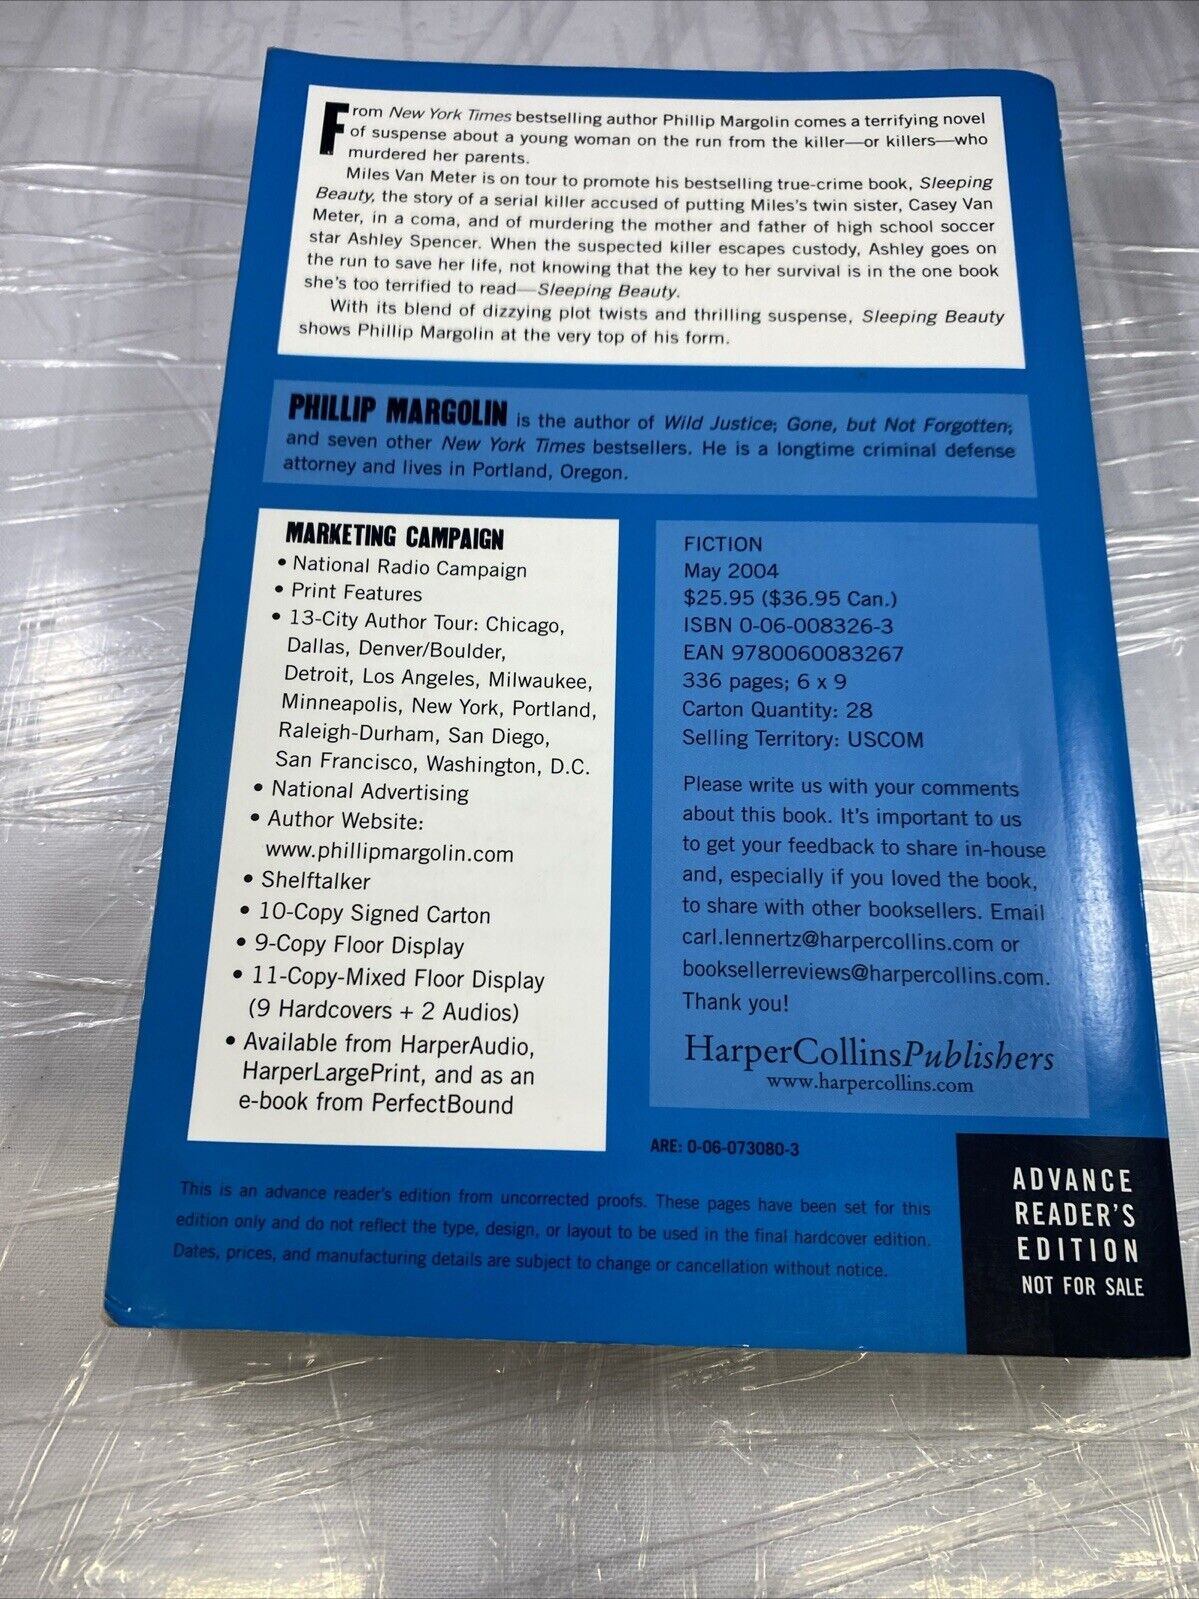 From New York Times bestselling author Phillip Margolin comes a terrifying novel
of suspense about a young woman on the run from the killer—or killers—who
murdered her parents.
Miles Van Meter is on tour to promote his bestselling true-crime book, Sleeping
Beauty, the story of a serial killer accused of putting Miles's twin sister, Casey Van
Meter, in a coma, and of murdering the mother and father of high school soccer
star Ashley Spencer. When the suspected killer escapes custody, Ashley goes on
the run to save her life, not knowing that the key to her survival is in the one book
she's too terrified to read—Sleeping Beauty.
With its blend of dizzying plot twists and thrilling suspense, Sleeping Beauty
shows Phillip Margolin at the very top of his form.
PHILLIP MARGOLIN is the author of Wild Justice; Gone, but Not Forgotten;
and seven other New York Times bestsellers. He is a longtime criminal defense
attorney and lives in Portland, Oregon.
MARKETING CAMPAIGN
• National Radio Campaign
• Print Features
• 13-City Author Tour: Chicago,
Dallas, Denver/Boulder,
Detroit, Los Angeles, Milwaukee,
Minneapolis, New York, Portland,
Raleigh-Durham, San Diego,
San Francisco, Washington, D.C.
• National Advertising
• Author Website:
www.phillipmargolin.com
• Shelftalker
• 10-Copy Signed Carton
• 9-Copy Floor Display
• 11-Copy-Mixed Floor Display
(9 Hardcovers + 2 Audios)
• Available from HarperAudio,
HarperLargePrint, and as an
e-book from PerfectBound
FICTION
May 2004
$25.95 ($36.95 Can.)
ISBN 0-06-008326-3
EAN 9780060083267
336 pages; 6 x 9
Carton Quantity: 28
Selling Territory: USCOM
Please write us with your comments
about this book. It's important to us
to get your feedback to share in-house
and, especially if you loved the book,
to share with other booksellers. Email
carl.lennertz@harpercollins.com or
booksellerreviews@harpercollins.com.
Thank you!
HarperCollinsPublishers
www.harpercollins.com
ARE: 0-06-073080-3
This is an advance reader's edition from uncorrected proofs. These pages have been set for this
edition only and do not reflect the type, design, or layout to be used in the final hardcover edition.
Dates, prices, and manufacturing details are subject to change or cancellation without notice.
ADVANCE
READER'S
EDITION
NOT FOR SALE